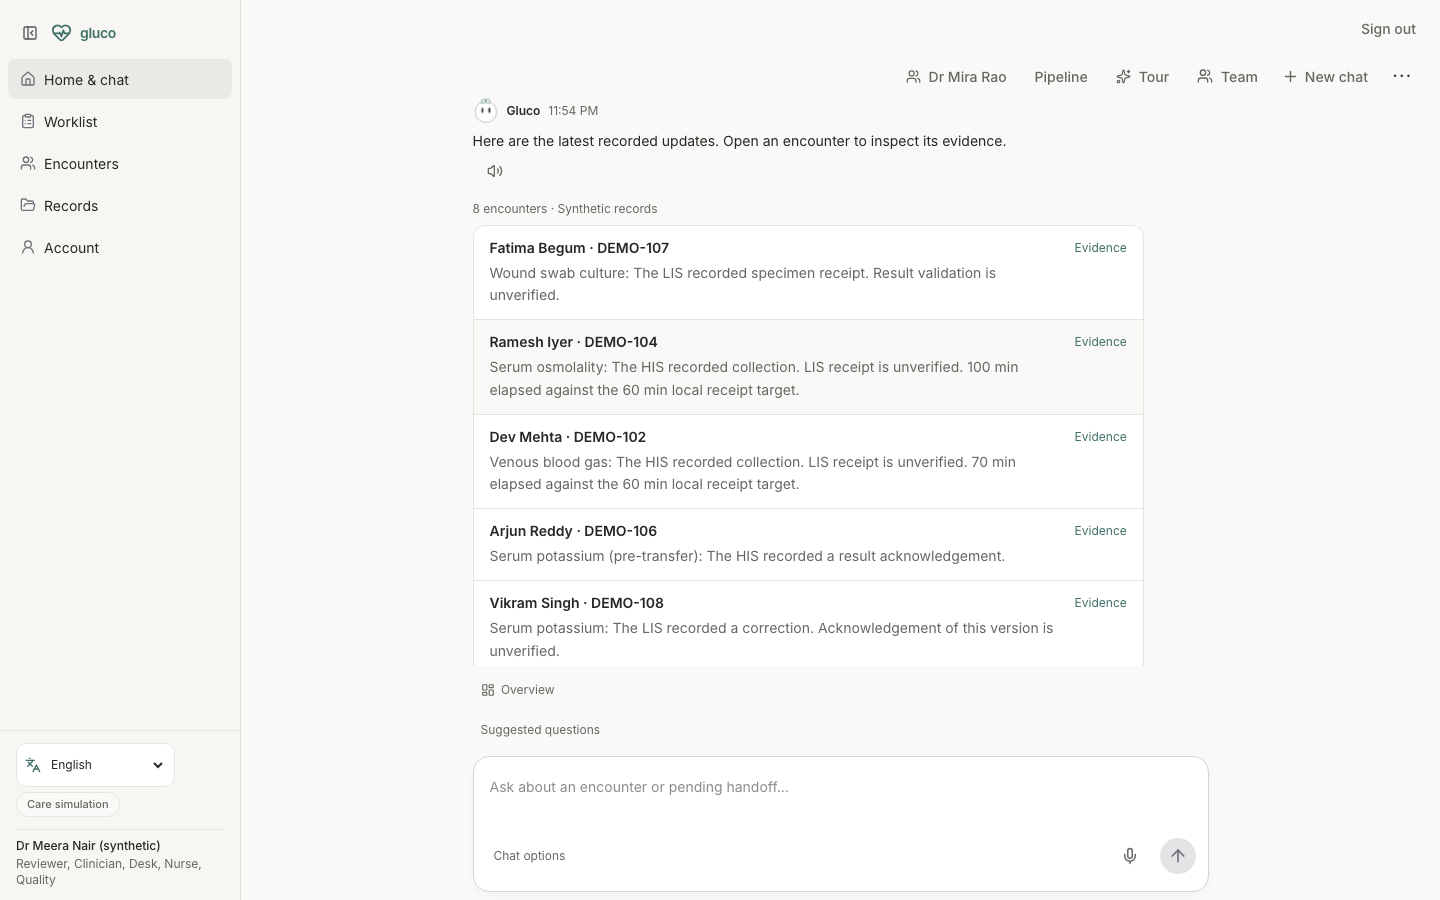 gluco
Home & chat
Worklist
Encounters
Records
Account
English
Care simulation
Dr Meera Nair (synthetic)
Reviewer, Clinician, Desk, Nurse,
Quality
Sign out
Dr Mira Rao
Pipeline
Tour
Team
New chat
Gluco 11:54 PM
Here are the latest recorded updates. Open an encounter to inspect its evidence.
8 encounters · Synthetic records
Fatima Begum · DEMO-107 Evidence
Wound swab culture: The LIS recorded specimen receipt. Result validation is
unverified.
Ramesh Iyer · DEMO-104 Evidence
Serum osmolality: The HIS recorded collection. LIS receipt is unverified. 100 min
elapsed against the 60 min local receipt target.
Dev Mehta · DEMO-102 Evidence
Venous blood gas: The HIS recorded collection. LIS receipt is unverified. 70 min
elapsed against the 60 min local receipt target.
Arjun Reddy · DEMO-106 Evidence
Serum potassium (pre-transfer): The HIS recorded a result acknowledgement.
Vikram Singh · DEMO-108 Evidence
Serum potassium: The LIS recorded a correction. Acknowledgement of this version is
unverified.
Overview
Suggested questions
Ask about an encounter or pending handoff...
Chat options